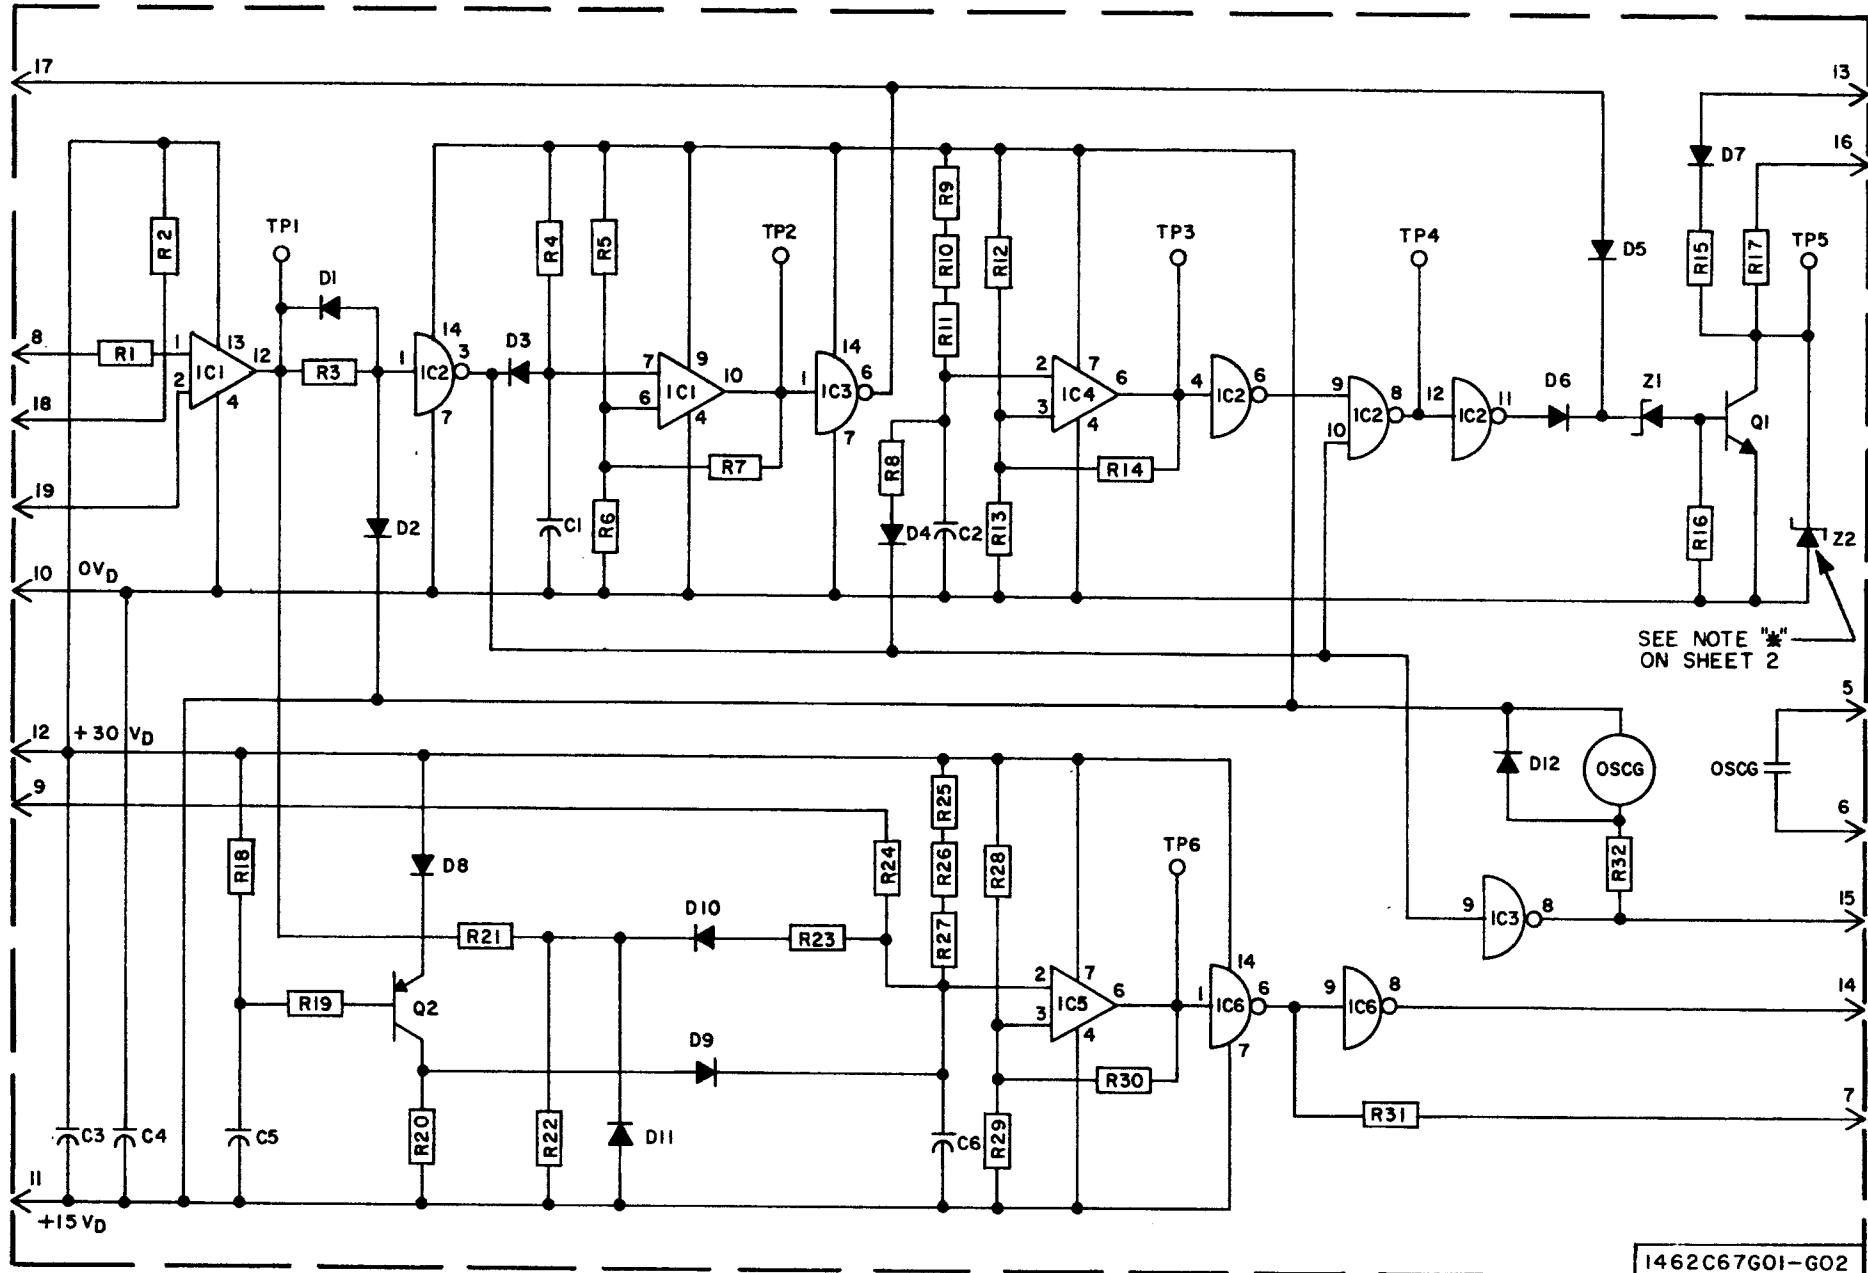 17
13
16
D7
R2
TP1
D1
14
R4
R5
TP2
R9
R10
R11
R12
TP3
TP4
D5
R15
R17
TP5
8
R1
1
13
IC1
12
2
4
R3
1
IC2
3
7
D3
7
9
IC1
10
6
4
14
1
IC3
6
7
2
7
IC4
6
3
4
4
IC2
6
9
IC2
8
10
12
IC2
11
D6
Z1
Q1
18
R7
R8
R14
19
D2
C1
R6
D4
C2
R13
R16
Z2
10
0VD
SEE NOTE "*"
ON SHEET 2
5
12
+30 VD
D12
OSCG
OSCG
9
6
R18
D8
R24
R25
R26
R27
R28
TP6
R32
D10
9
IC3
8
15
R21
R23
R19
Q2
2
7
IC5
6
3
4
14
1
IC6
6
7
9
IC6
8
14
D9
R30
7
R31
C3
C4
C5
R20
R22
D11
C6
R29
11
+15VD
1462C67G01-G02